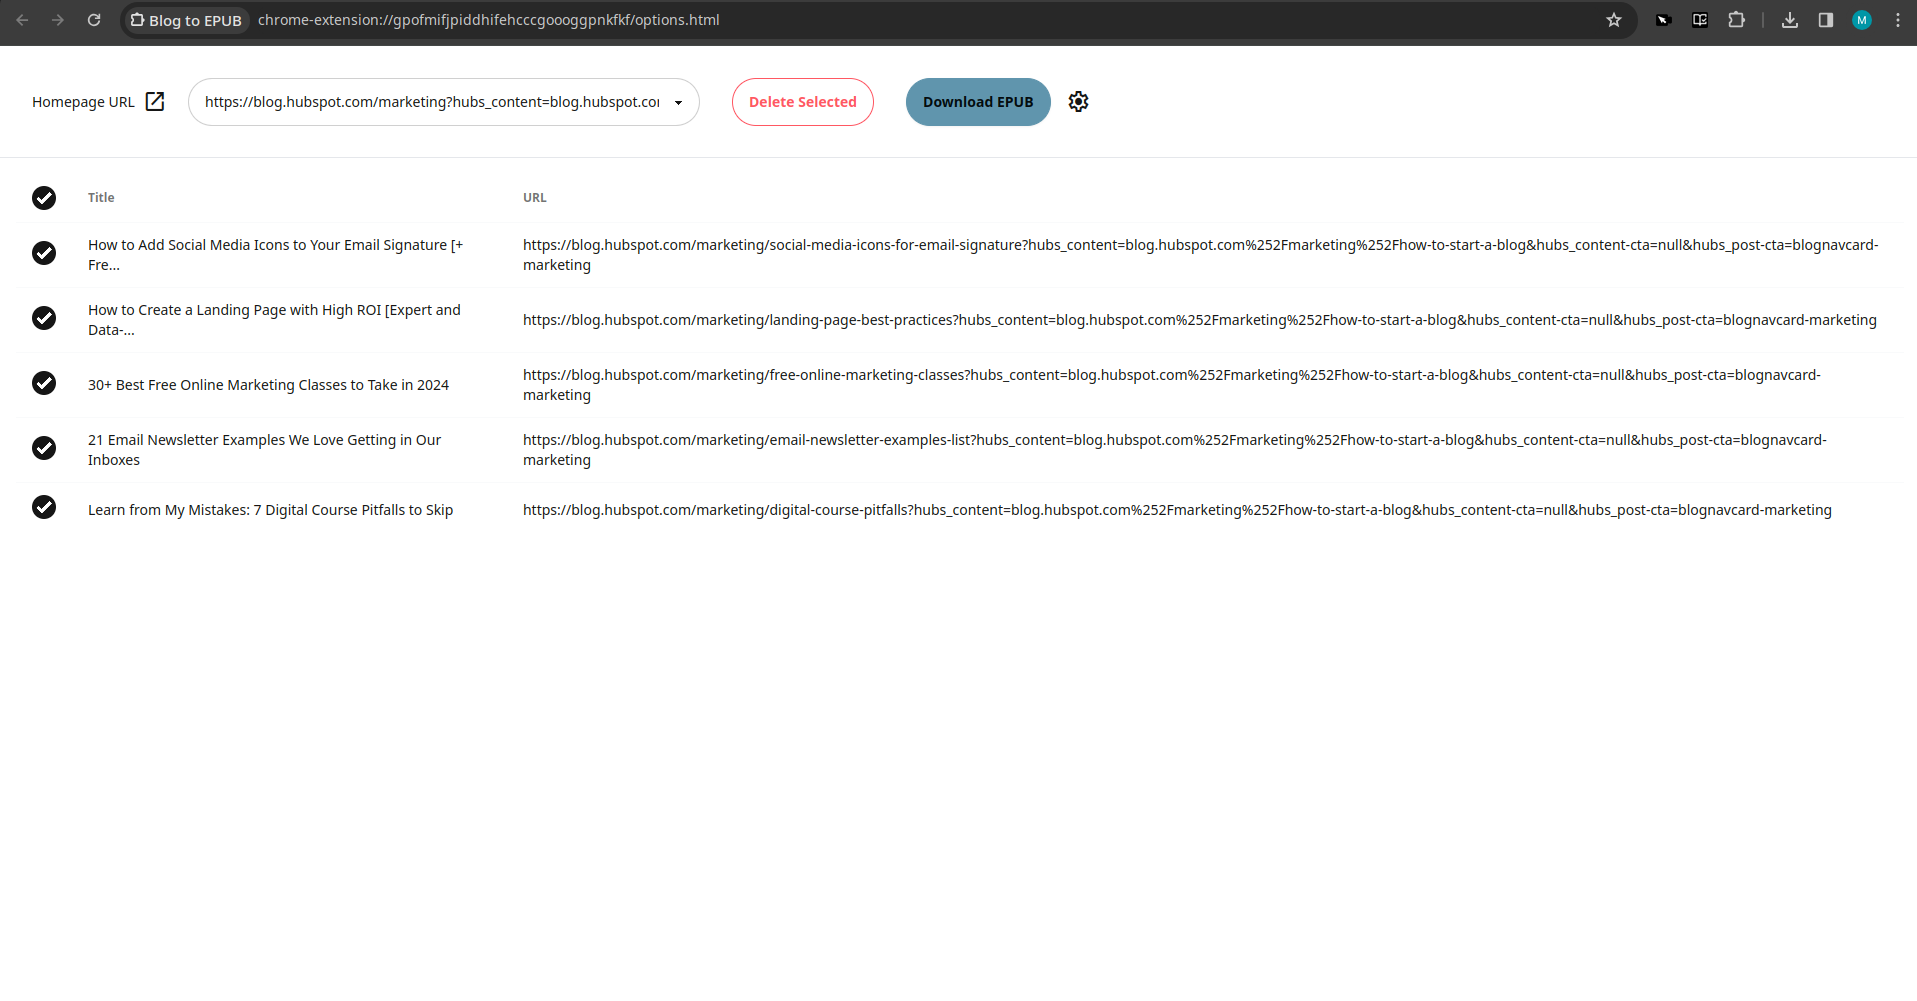 Blog to EPUB chrome-extension://gpofmifjpiddhifehcccgoooggpnkfkf/options.html M
Homepage URL https://blog.hubspot.com/marketing?hubs_content=blog.hubspot.co Delete Selected Download EPUB
Title URL
How to Add Social Media Icons to Your Email Signature [+
Fre...
https://blog.hubspot.com/marketing/social-media-icons-for-email-signature?hubs_content=blog.hubspot.com%252Fmarketing%252Fhow-to-start-a-blog&hubs_content-cta=null&hubs_post-cta=blognavcard-
marketing
How to Create a Landing Page with High ROI [Expert and
Data-...
https://blog.hubspot.com/marketing/landing-page-best-practices?hubs_content=blog.hubspot.com%252Fmarketing%252Fhow-to-start-a-blog&hubs_content-cta=null&hubs_post-cta=blognavcard-marketing
30+ Best Free Online Marketing Classes to Take in 2024
https://blog.hubspot.com/marketing/free-online-marketing-classes?hubs_content=blog.hubspot.com%252Fmarketing%252Fhow-to-start-a-blog&hubs_content-cta=null&hubs_post-cta=blognavcard-
marketing
21 Email Newsletter Examples We Love Getting in Our
Inboxes
https://blog.hubspot.com/marketing/email-newsletter-examples-list?hubs_content=blog.hubspot.com%252Fmarketing%252Fhow-to-start-a-blog&hubs_content-cta=null&hubs_post-cta=blognavcard-
marketing
Learn from My Mistakes: 7 Digital Course Pitfalls to Skip
https://blog.hubspot.com/marketing/digital-course-pitfalls?hubs_content=blog.hubspot.com%252Fmarketing%252Fhow-to-start-a-blog&hubs_content-cta=null&hubs_post-cta=blognavcard-marketing